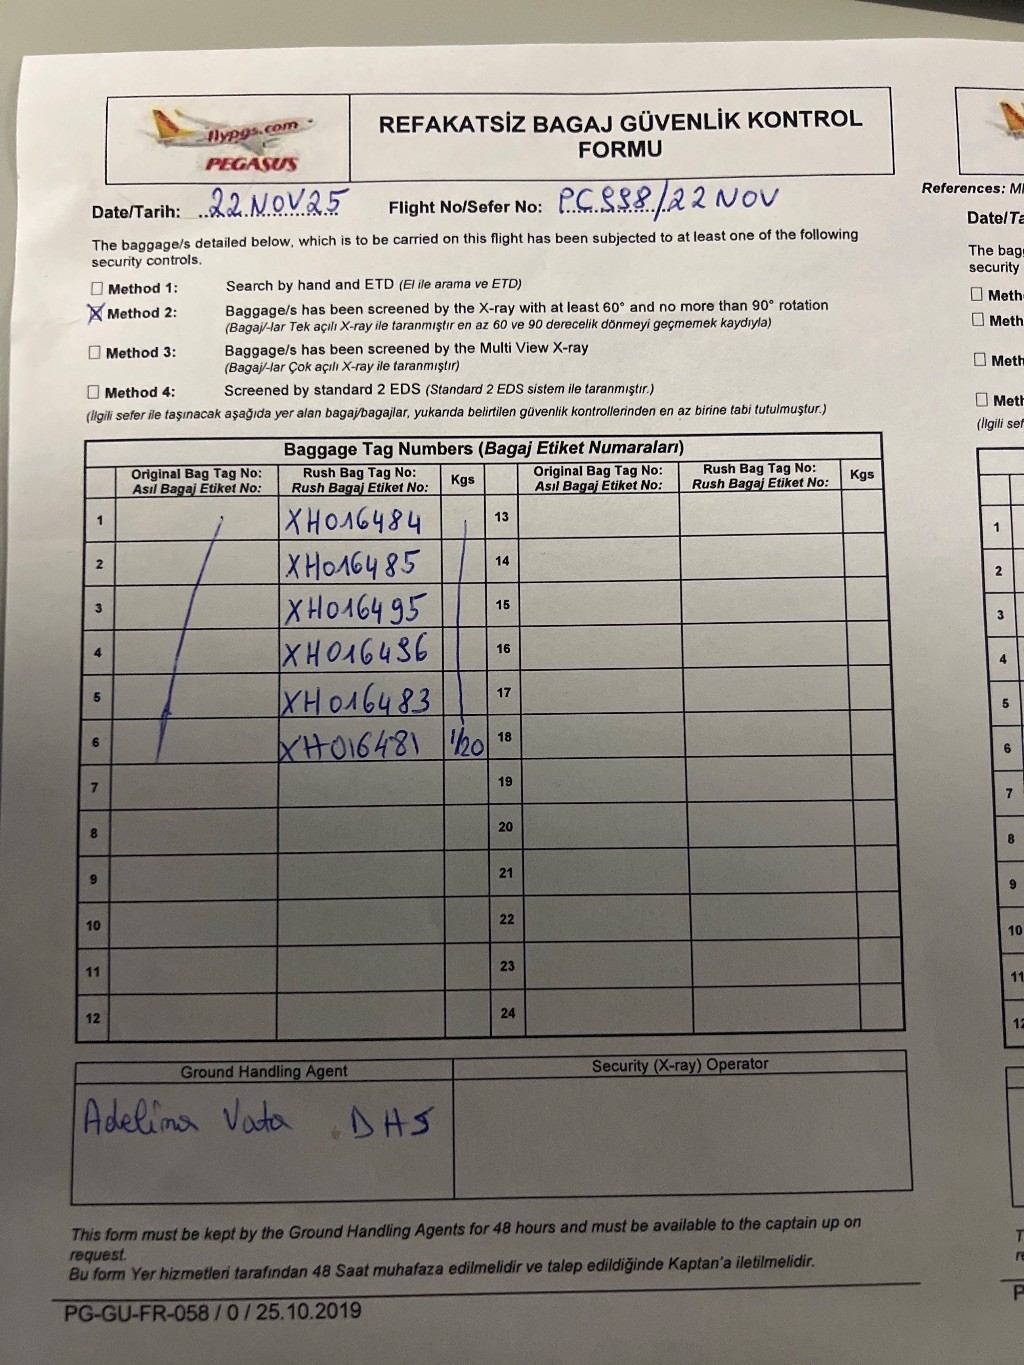 flypgs.com
PEGASUS
REFAKATSİZ BAGAJ GÜVENLİK KONTROL
FORMU
Date/Tarih: 22 NOV 25 Flight No/Sefer No: PC998/22 NOV
The baggage/s detailed below, which is to be carried on this flight has been subjected to at least one of the following
security controls.
Method 1: Search by hand and ETD (El ile arama ve ETD)
Method 2: Baggage/s has been screened by the X-ray with at least 60° and no more than 90° rotation
(Bagaj/-lar Tek açılı X-ray ile taranmıştır en az 60 ve 90 derecelik dönmeyi geçmemek kaydıyla)
Method 3: Baggage/s has been screened by the Multi View X-ray
(Bagaj/-lar Çok açılı X-ray ile taranmıştır)
Method 4: Screened by standard 2 EDS (Standard 2 EDS sistem ile taranmıştır.)
(İlgili sefer ile taşınacak aşağıda yer alan bagaj/bagajlar, yukarıda belirtilen güvenlik kontrollerinden en az birine tabi tutulmuştur.)
Baggage Tag Numbers (Bagaj Etiket Numaraları)
Original Bag Tag No: Rush Bag Tag No: Kgs Original Bag Tag No: Rush Bag Tag No: Kgs
Asıl Bagaj Etiket No: Rush Bagaj Etiket No: Asıl Bagaj Etiket No: Rush Bagaj Etiket No:
1 XH016484 13
2 XH016485 14
3 XH016495 15
4 XH016496 16
5 XH016483 17
6 XH016481 1/20 18
7 19
8 20
9 21
10 22
11 23
12 24
Ground Handling Agent Security (X-ray) Operator
Adelina Vata DHS
This form must be kept by the Ground Handling Agents for 48 hours and must be available to the captain up on
request.
Bu form Yer hizmetleri tarafından 48 Saat muhafaza edilmelidir ve talep edildiğinde Kaptan'a iletilmelidir.
PG-GU-FR-058 / 0 / 25.10.2019
References:
Date/Ta
The bag
security
Meth
Meth
Meth
Meth
(İlgili sef
1
2
3
4
5
6
7
8
9
10
11